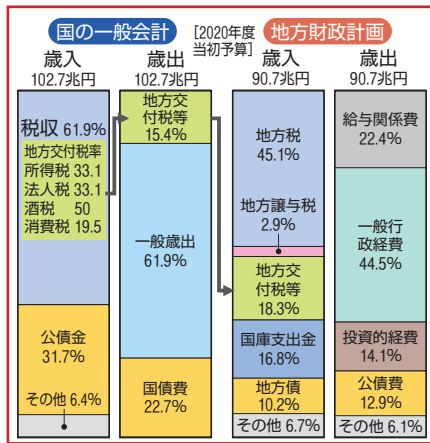 国の一般会計
[2020年度
当初予算]
地方財政計画
歳入
102.7兆円
歳出
102.7兆円
歳入
90.7兆円
歳出
90.7兆円
税収 61.9%
地方交付税率
所得税 33.1
法人税 33.1
酒税 50
消費税 19.5
公債金
31.7%
その他 6.4%
地方交
付税等
15.4%
一般歳出
61.9%
国債費
22.7%
地方税
45.1%
地方譲与税
2.9%
地方交
付税等
18.3%
国庫支出金
16.8%
地方債
10.2%
その他 6.7%
給与関係費
22.4%
一般行
政経費
44.5%
投資的経費
14.1%
公債費
12.9%
その他 6.1%